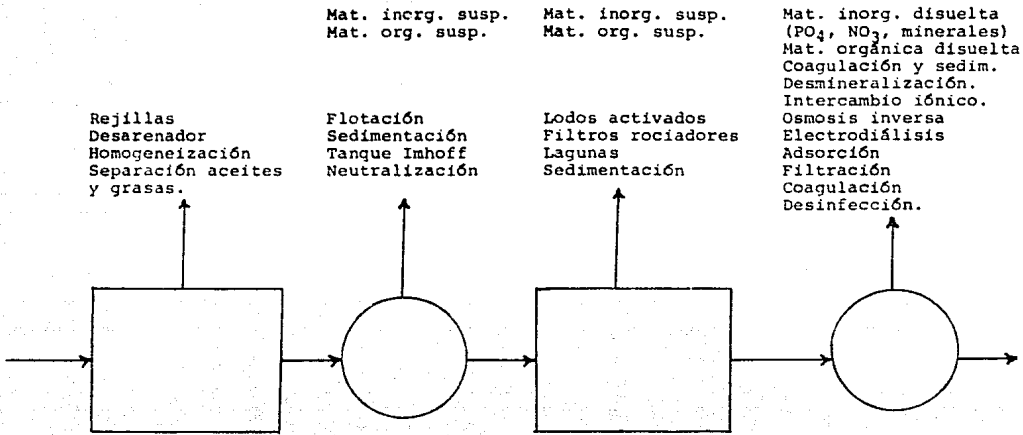 Mat. incrg. susp.
Mat. org. susp.
Mat. inorg. susp.
Mat. org. susp.
Mat. inorg. disuelta
(PO4, NO3, minerales)
Mat. orgánica disuelta
Coagulación y sedim.
Desmineralización.
Intercambio iónico.
Osmosis inversa
Electrodiálisis
Adsorción
Filtración
Coagulación
Desinfección.
Rejillas
Desarenador
Homogeneización
Separación aceites
y grasas.
Flotación
Sedimentación
Tanque Imhoff
Neutralización
Lodos activados
Filtros rociadores
Lagunas
Sedimentación